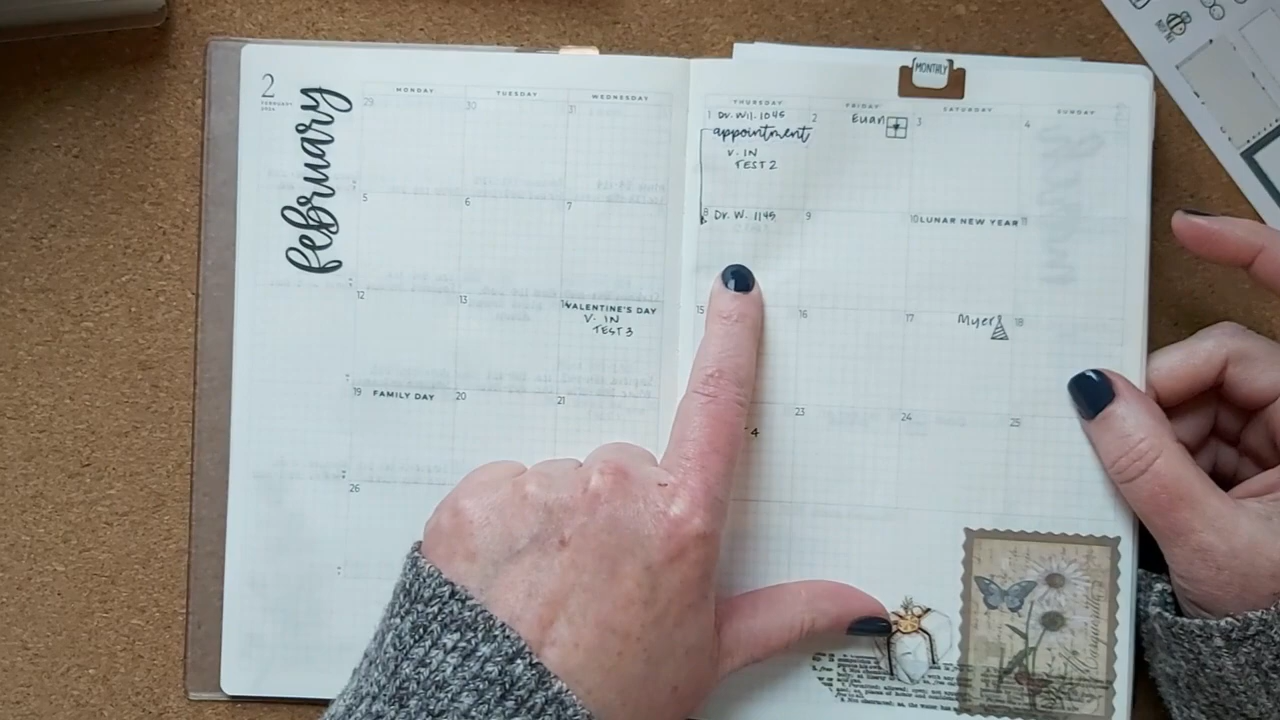 MONTHLY
2
FEBRUARY
2024
february
MONDAY
TUESDAY
WEDNESDAY
THURSDAY
FRIDAY
SATURDAY
SUNDAY
29
30
31
1 Dr. Wil. 1045
appointment
V. IN
TEST 2
2 Euan
3
4
5
6
7
8 Dr. W. 1145
9
10 LUNAR NEW YEAR
11
12
13
14 VALENTINE'S DAY
V. IN
TEST 3
15
16
17 Myer
18
19 FAMILY DAY
20
21
4
23
24
25
26